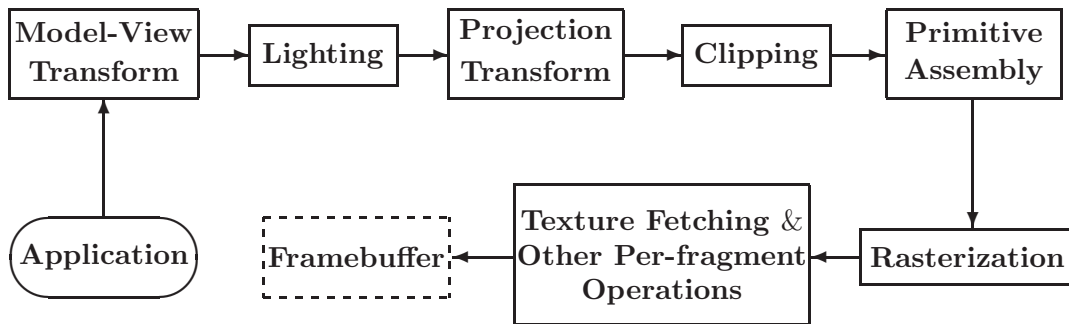 Model-View
Transform
Lighting
Projection
Transform
Clipping
Primitive
Assembly
Application
Framebuffer
Texture Fetching &
Other Per-fragment
Operations
Rasterization